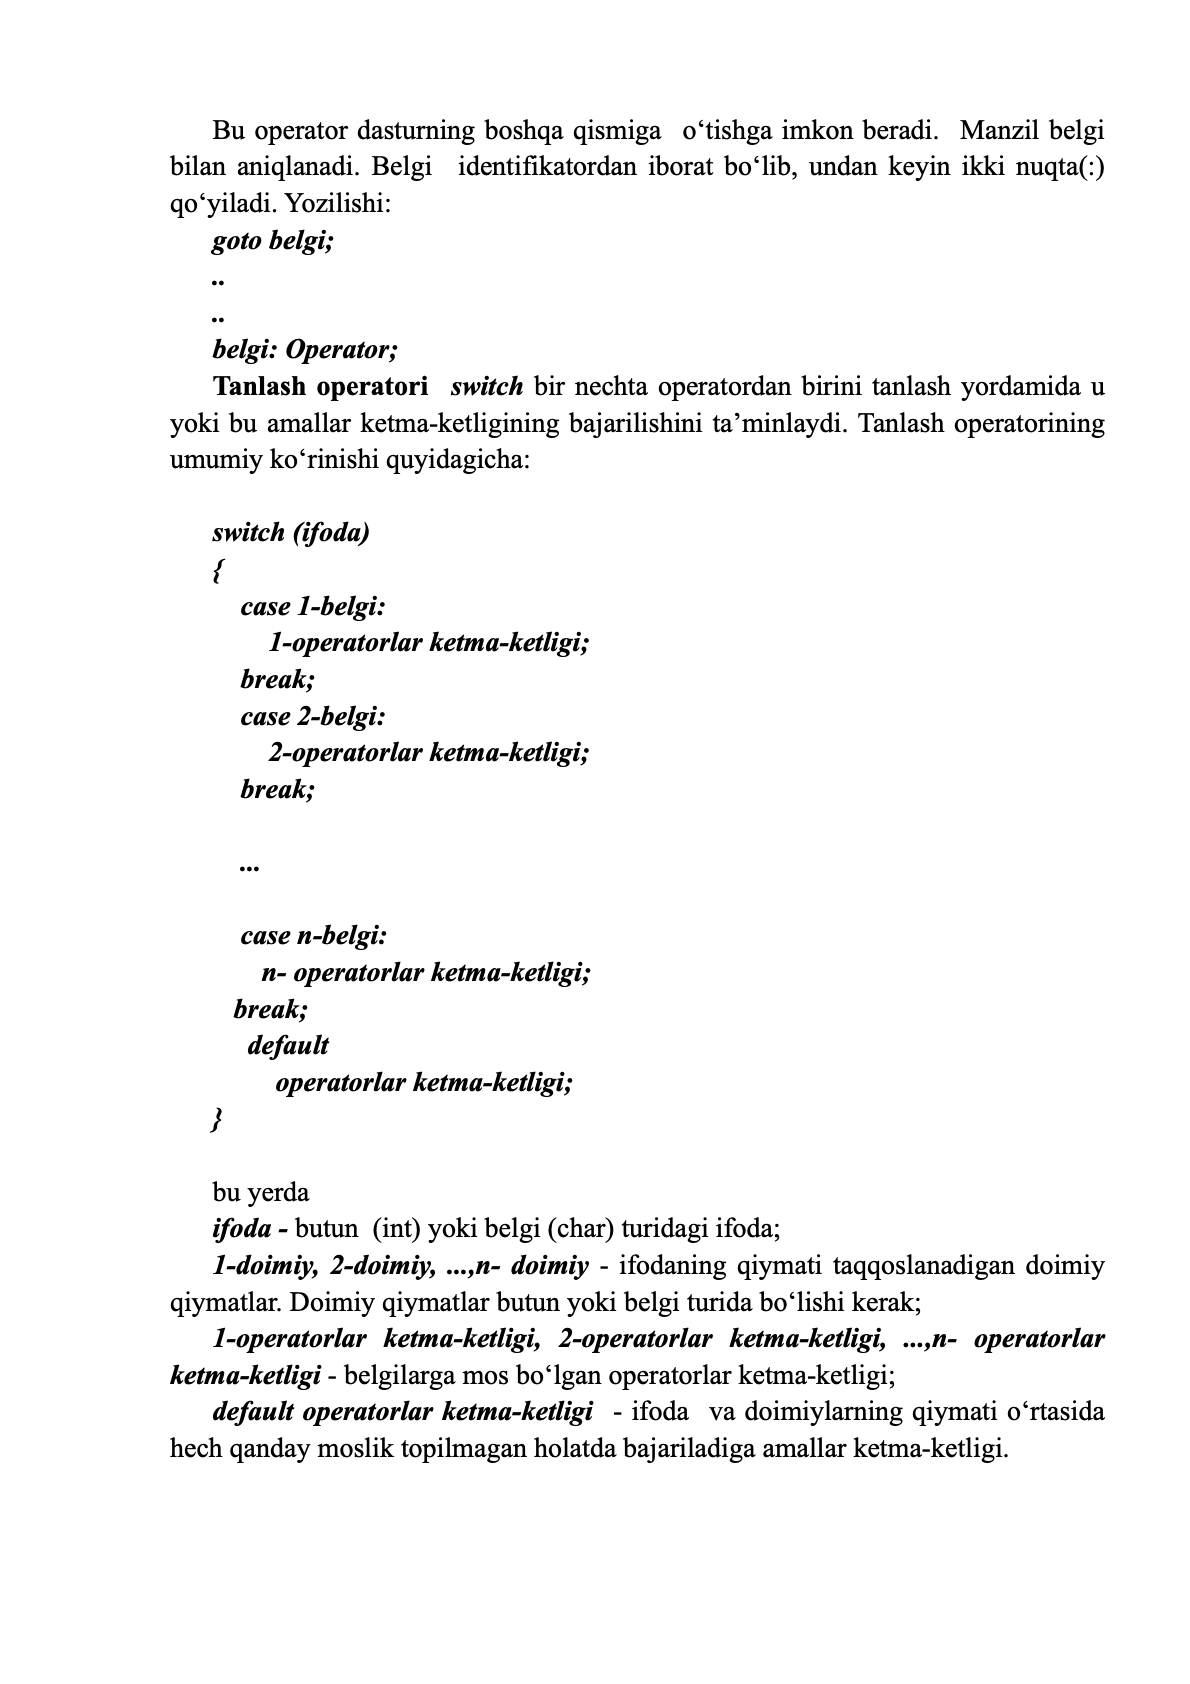 Bu operator dasturning boshqa qismiga o‘tishga imkon beradi. Manzil belgi
bilan aniqlanadi. Belgi identifikatordan iborat bo‘lib, undan keyin ikki nuqta(:)
qo‘yiladi. Yozilishi:
goto belgi;
..
..
belgi: Operator;
Tanlash operatori switch bir nechta operatordan birini tanlash yordamida u
yoki bu amallar ketma-ketligining bajarilishini ta’minlaydi. Tanlash operatorining
umumiy ko‘rinishi quyidagicha:
switch (ifoda)
{
case 1-belgi:
1-operatorlar ketma-ketligi;
break;
case 2-belgi:
2-operatorlar ketma-ketligi;
break;
...
case n-belgi:
n- operatorlar ketma-ketligi;
break;
default
operatorlar ketma-ketligi;
}
bu yerda
ifoda - butun (int) yoki belgi (char) turidagi ifoda;
1-doimiy, 2-doimiy, ...,n- doimiy - ifodaning qiymati taqqoslanadigan doimiy
qiymatlar. Doimiy qiymatlar butun yoki belgi turida bo‘lishi kerak;
1-operatorlar ketma-ketligi, 2-operatorlar ketma-ketligi, ...,n- operatorlar
ketma-ketligi - belgilarga mos bo‘lgan operatorlar ketma-ketligi;
default operatorlar ketma-ketligi - ifoda va doimiylarning qiymati o‘rtasida
hech qanday moslik topilmagan holatda bajariladiga amallar ketma-ketligi.